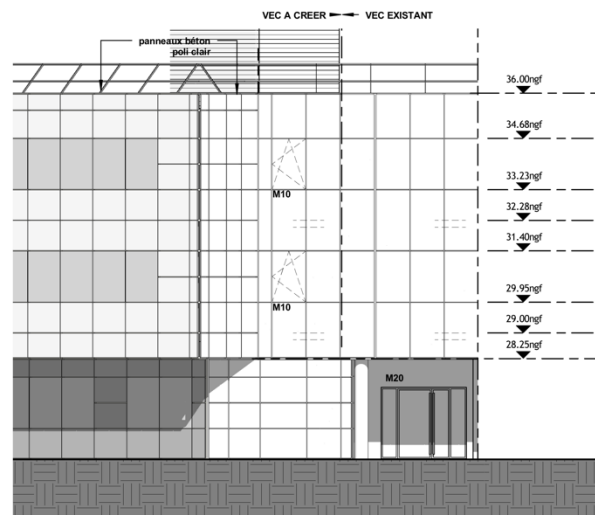 VEC A CREER VEC EXISTANT
panneaux béton
poli clair
36.00ngf
34.68ngf
33.23ngf
M10
32.28ngf
31.40ngf
29.95ngf
M10
29.00ngf
28.25ngf
M20